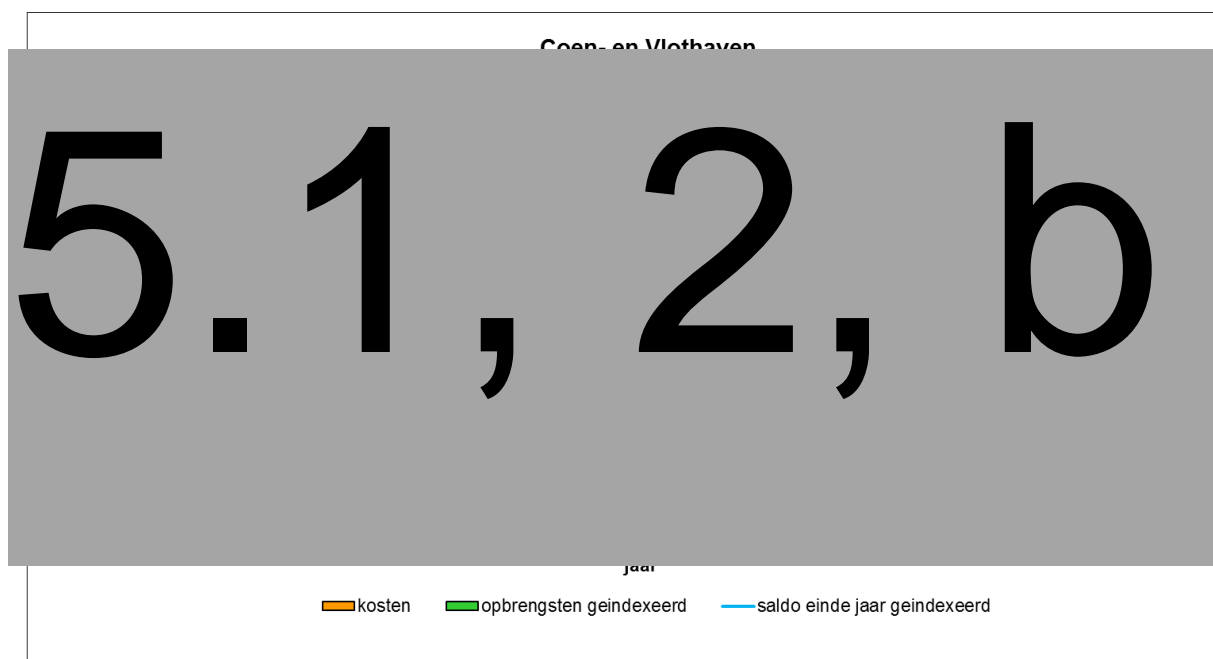 Coen- en Vlothaven
5.1, 2, b
jaar
kosten opbrengsten geindexeerd saldo einde jaar geindexeerd